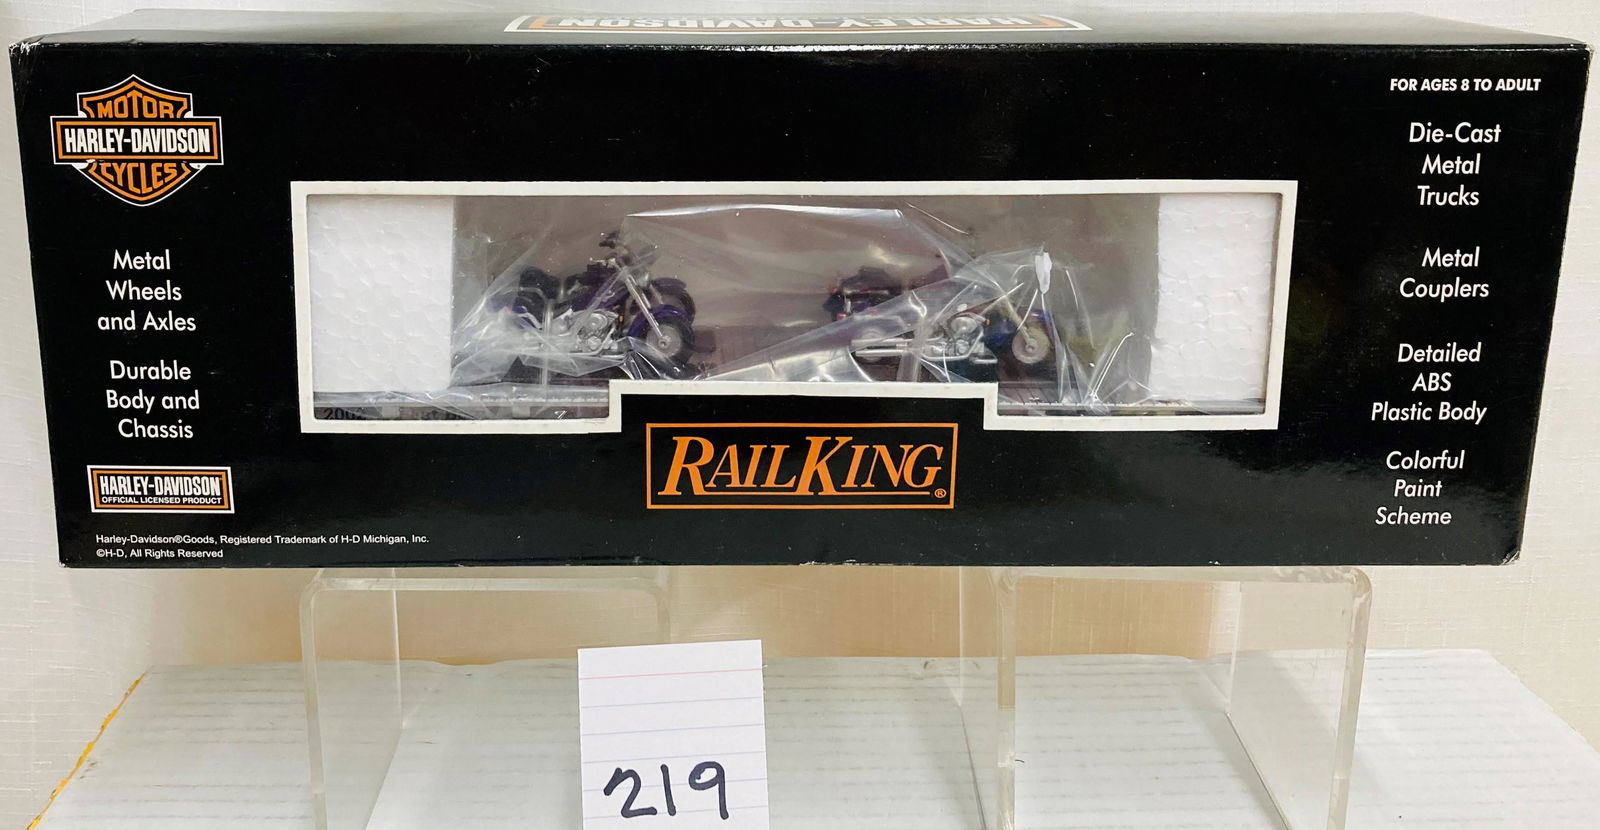 HARLEY-DAVIDSON
MOTOR
HARLEY-DAVIDSON
CYCLES
Metal
Wheels
and Axles
Durable
Body and
Chassis
HARLEY-DAVIDSON
OFFICIAL LICENSED PRODUCT
Harley-Davidson®Goods, Registered Trademark of H-D Michigan, Inc.
©H-D, All Rights Reserved
RAILKING®
FOR AGES 8 TO ADULT
Die-Cast
Metal
Trucks
Metal
Couplers
Detailed
ABS
Plastic Body
Colorful
Paint
Scheme
219